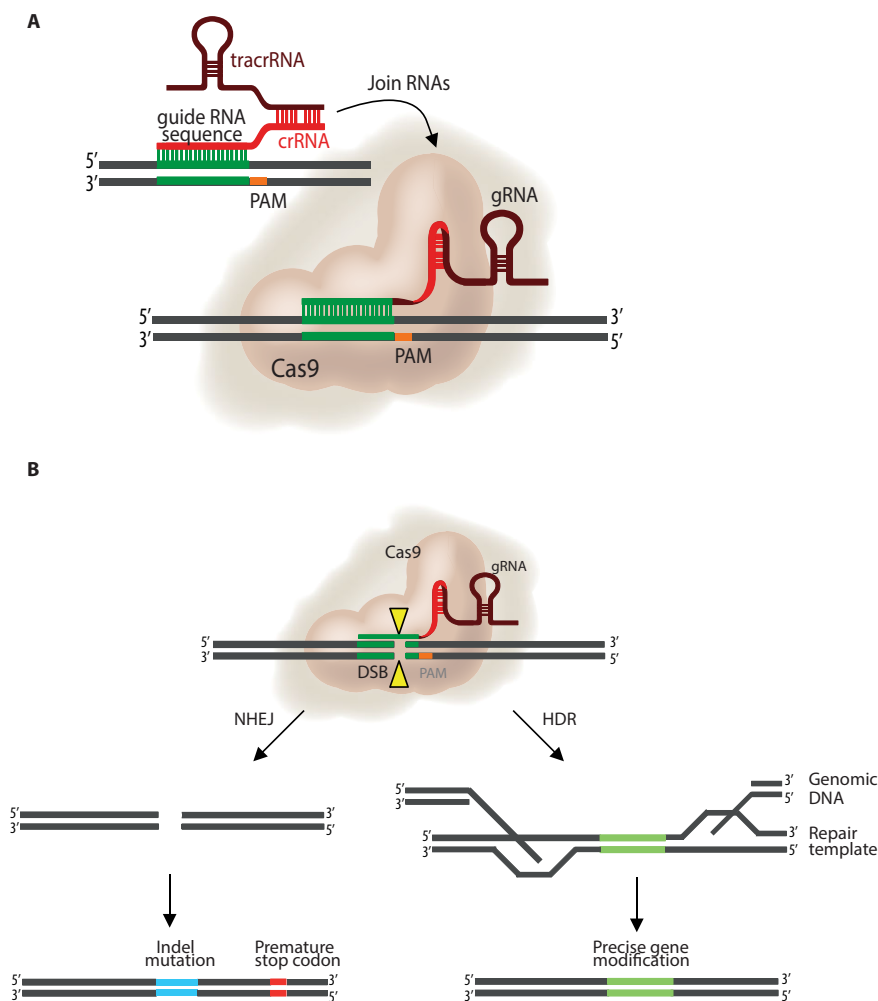 A
tracrRNA
Join RNAs
guide RNA
sequence
crRNA
5′
3′
PAM
gRNA
5′
3′
3′
5′
PAM
Cas9
B
Cas9
gRNA
5′
3′
3′
5′
DSB
PAM
NHEJ
HDR
5′
3′
3′
5′
5′
3′
3′
Genomic
5′
DNA
5′
3′
3′
Repair
5′
template
Indel
mutation
Premature
stop codon
5′
3′
3′
5′
Precise gene
modification
5′
3′
3′
5′